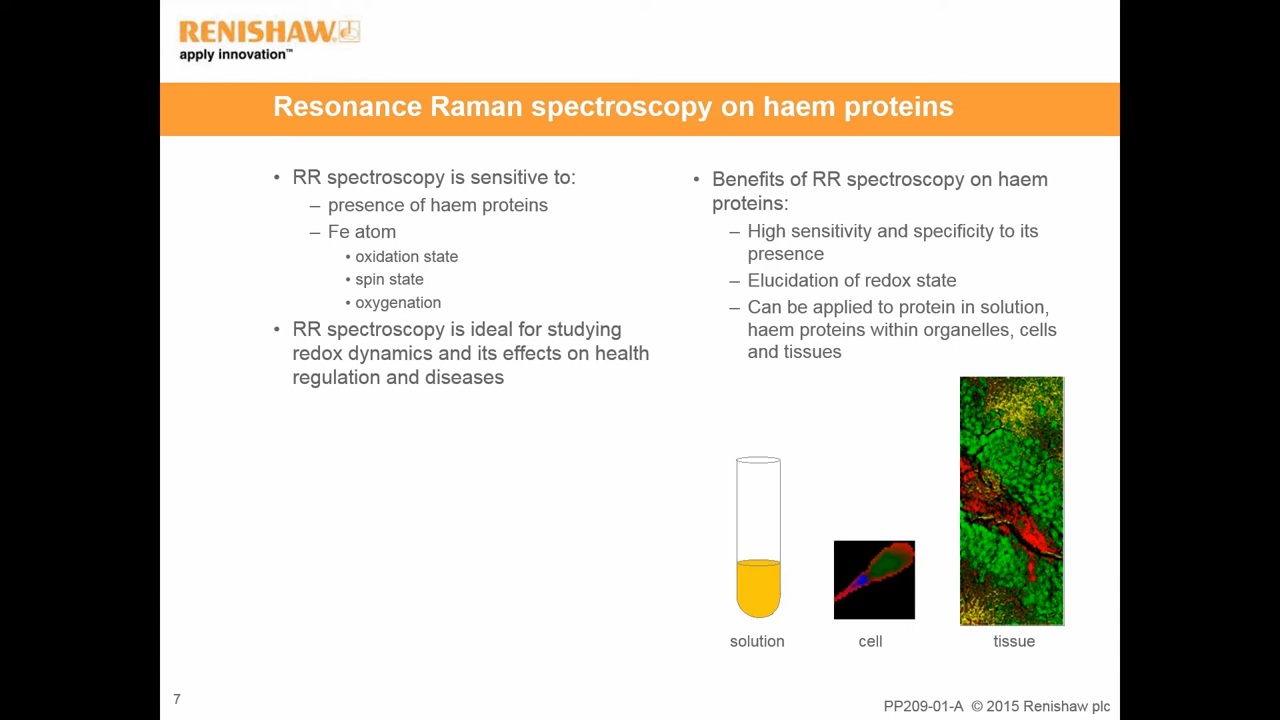 RENISHAW
apply innovation™
Resonance Raman spectroscopy on haem proteins
• RR spectroscopy is sensitive to:
– presence of haem proteins
– Fe atom
• oxidation state
• spin state
• oxygenation
• RR spectroscopy is ideal for studying
redox dynamics and its effects on health
regulation and diseases
• Benefits of RR spectroscopy on haem
proteins:
– High sensitivity and specificity to its
presence
– Elucidation of redox state
– Can be applied to protein in solution,
haem proteins within organelles, cells
and tissues
solution
cell
tissue
7
PP209-01-A © 2015 Renishaw plc